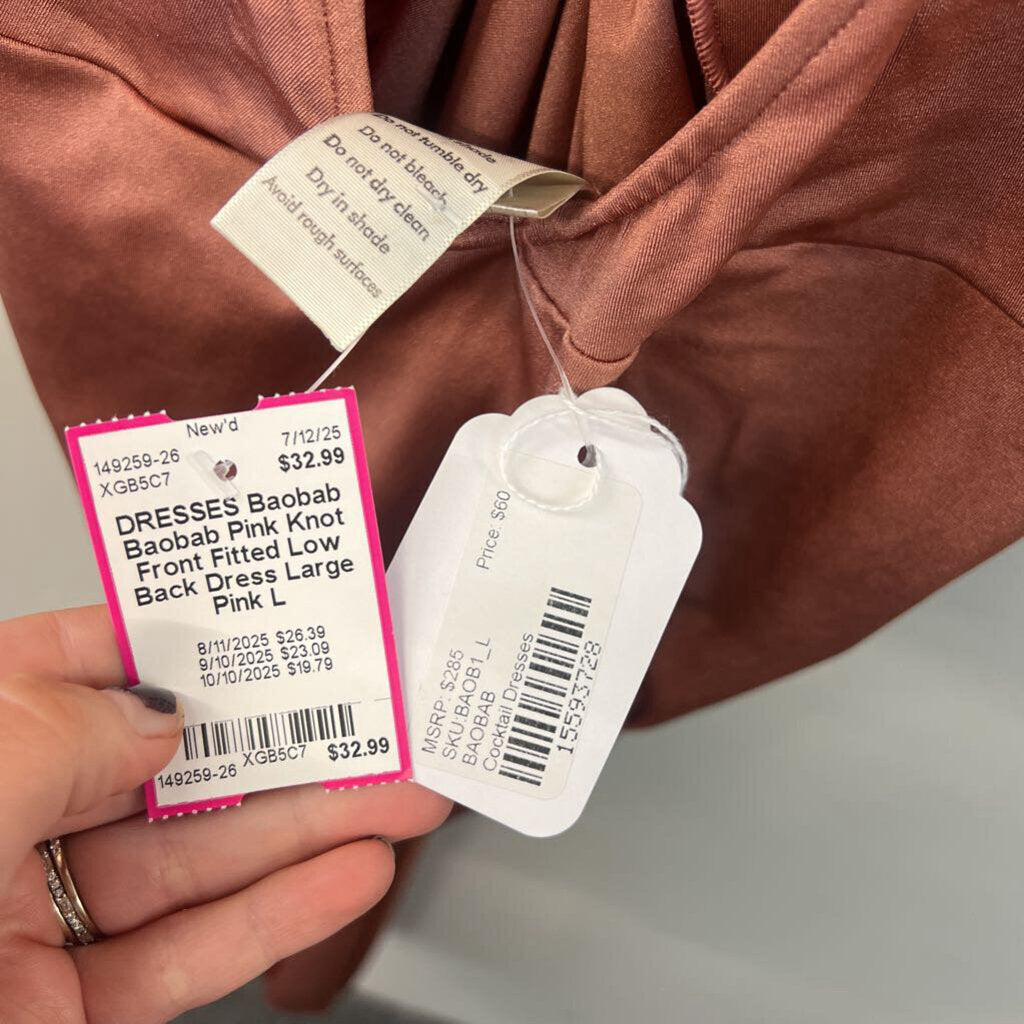 Do not tumble dry
Do not bleach
Do not dry clean
Dry in shade
Avoid rough surfaces
New'd
149259-26 7/12/25
XGB5C7 $32.99
DRESSES Baobab
Baobab Pink Knot
Front Fitted Low
Back Dress Large
Pink L
8/11/2025 $26.39
9/10/2025 $23.09
10/10/2025 $19.79
149259-26 XGB5C7 $32.99
Price: $60
MSRP: $285
SKU:BAOB1_L
BAOBAB
Cocktail Dresses
15593728